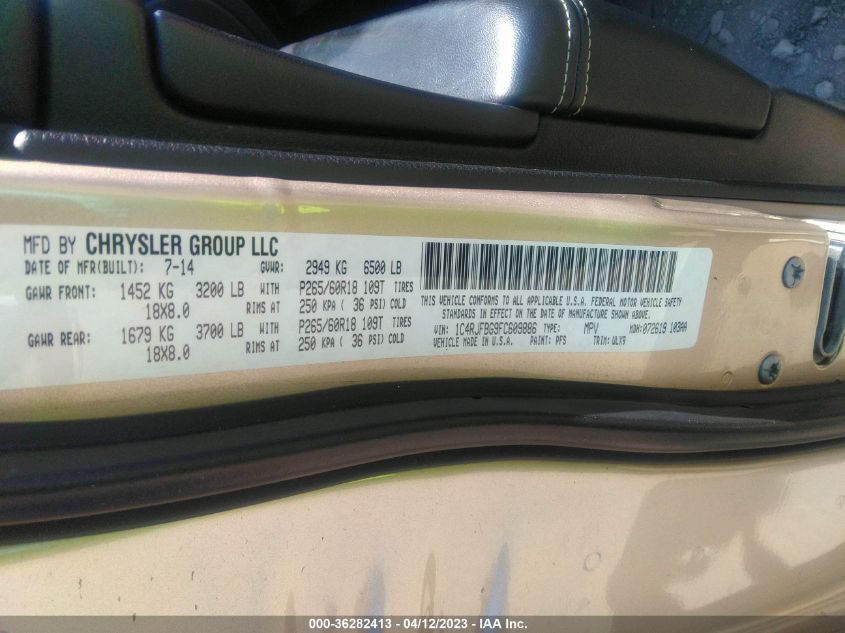 MFD BY CHRYSLER GROUP LLC
DATE OF MFR(BUILT): 7-14 GVWR: 2949 KG 6500 LB
GAWR FRONT: 1452 KG 3200 LB WITH P265/60R18 109T TIRES
18X8.0 RIMS AT 250 KPA ( 36 PSI) COLD
GAWR REAR: 1679 KG 3700 LB WITH P265/60R18 109T TIRES
18X8.0 RIMS AT 250 KPA ( 36 PSI) COLD
THIS VEHICLE CONFORMS TO ALL APPLICABLE U.S.A. FEDERAL MOTOR VEHICLE SAFETY
STANDARDS IN EFFECT ON THE DATE OF MANUFACTURE SHOWN ABOVE.
VIN: 1C4RJFBG9FC609886 TYPE: MPV MDH: 072619 103AA
VEHICLE MADE IN U.S.A. PAINT: PFS TRIM: ULX9
000-36282413 - 04/12/2023 - IAA Inc.